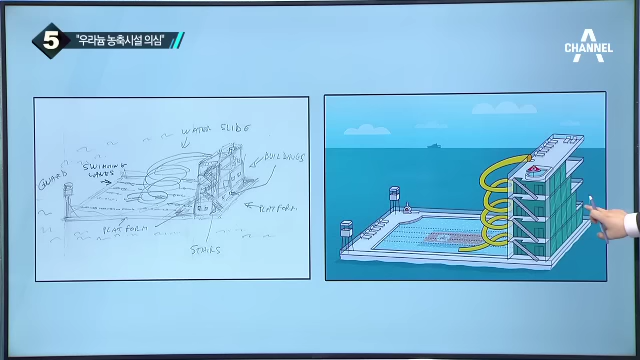 5 "우라늄 농축시설 의심"
CHANNEL A
WATER SLIDE
BUILDINGS
SWIMMING
LANES
GUARD
PLATFORM
PLATFORM
STAIRS